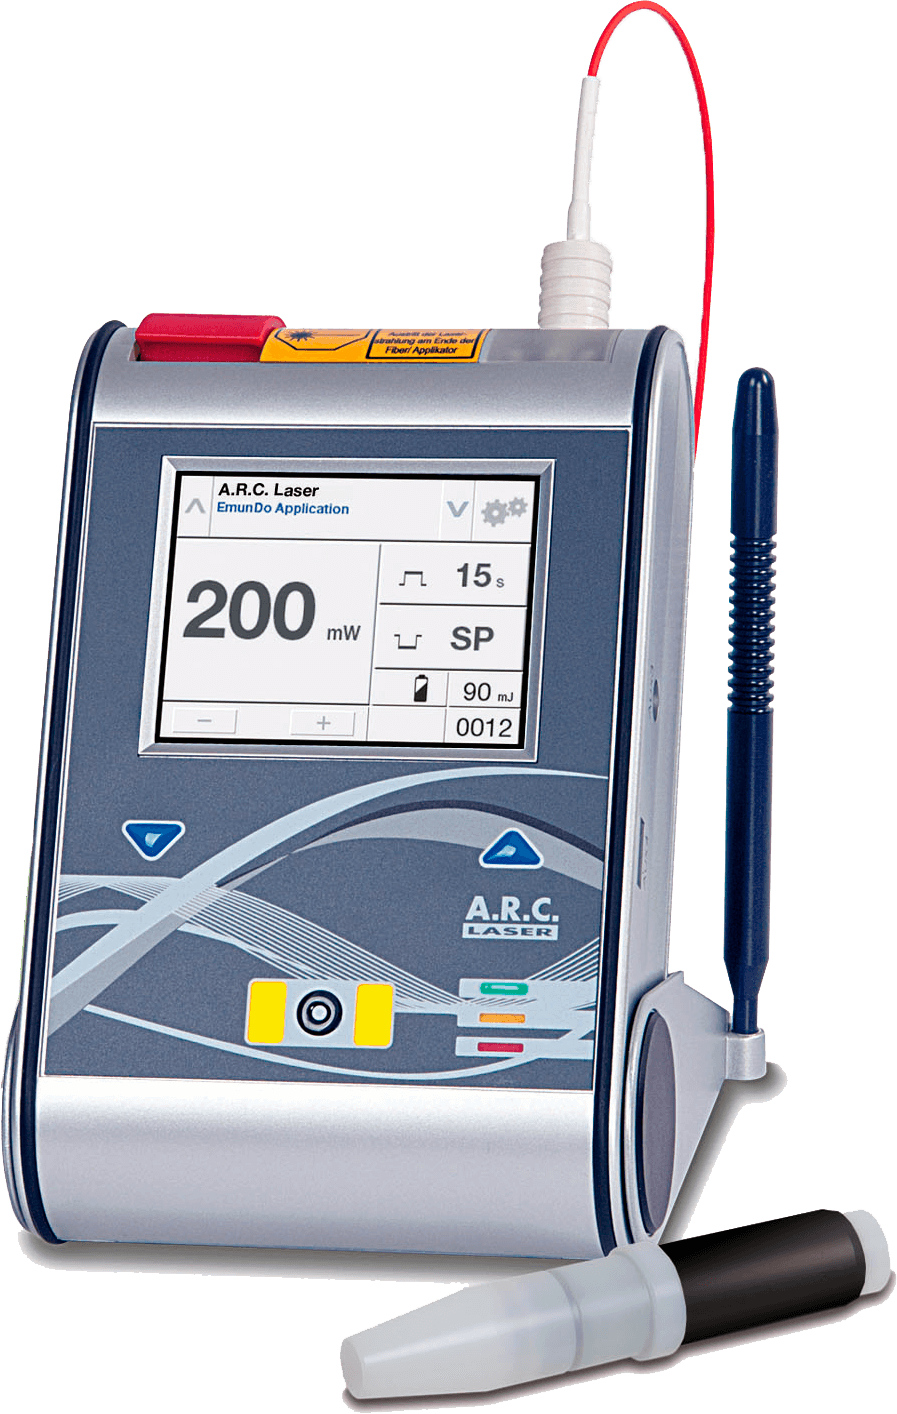 Austritt der Laser-
strahlung am Ende der
Fiber/ Applikator
A.R.C. Laser
EmunDo Application
200 mW
15 s
SP
90 mJ
0012
A.R.C.
LASER